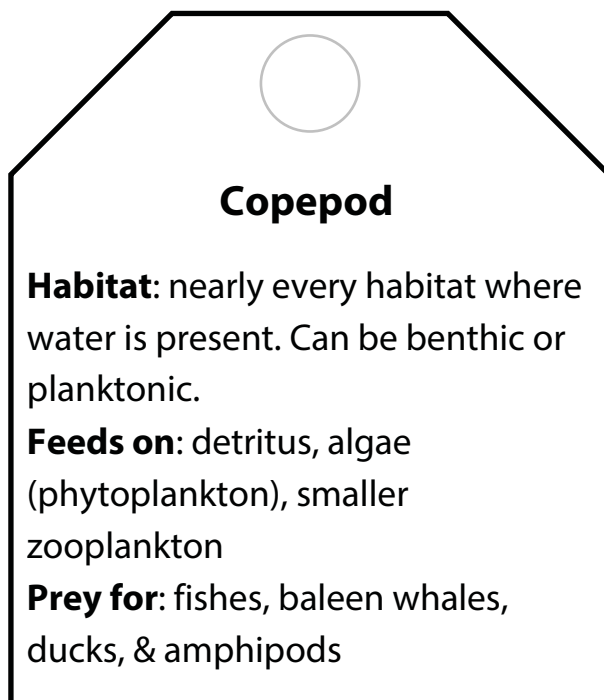 Copepod
Habitat: nearly every habitat where
water is present. Can be benthic or
planktonic.
Feeds on: detritus, algae
(phytoplankton), smaller
zooplankton
Prey for: fishes, baleen whales,
ducks, & amphipods